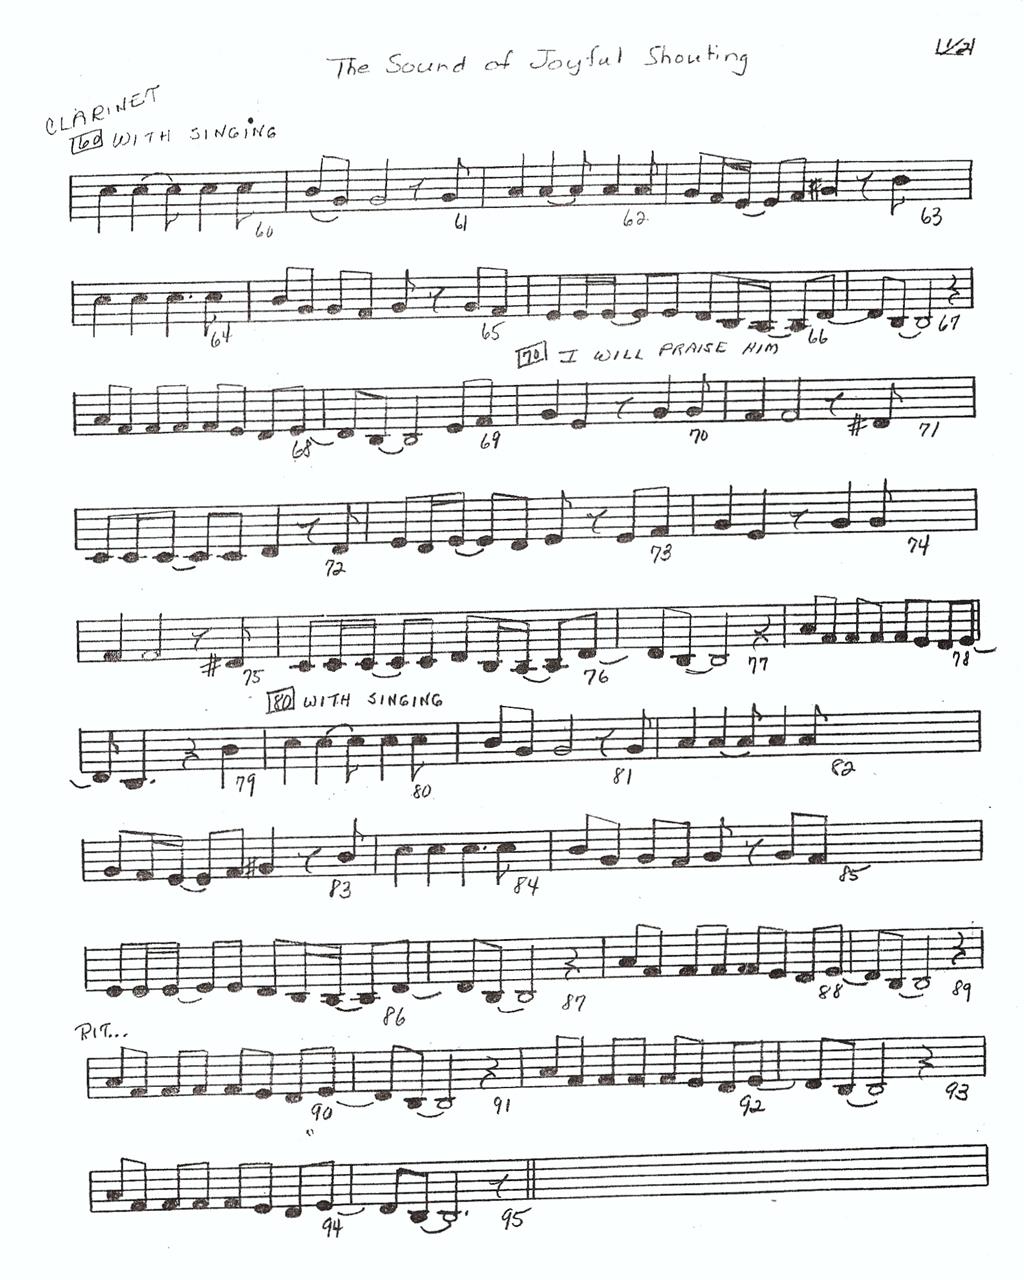 The Sound of Joyful Shouting
CLARINET
60 WITH SINGING
60 61 62 63
64 65 66 67
70 I WILL PRAISE HIM
68 69 70 71
72 73 74
75 76 77 78
80 WITH SINGING
79 80 81 82
83 84 85
86 87 88 89
RIT...
90 91 92 93
94 95